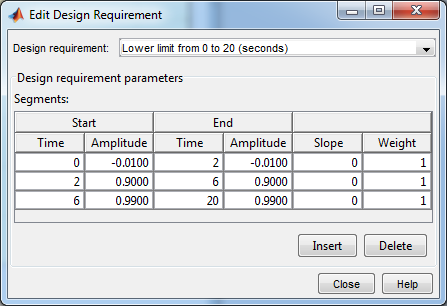 Edit Design Requirement
Design requirement: Lower limit from 0 to 20 (seconds)
Design requirement parameters
Segments:
Start End
Time Amplitude Time Amplitude Slope Weight
0 -0.0100 2 -0.0100 0 1
2 0.9000 6 0.9000 0 1
6 0.9900 20 0.9900 0 1
Insert Delete
Close Help